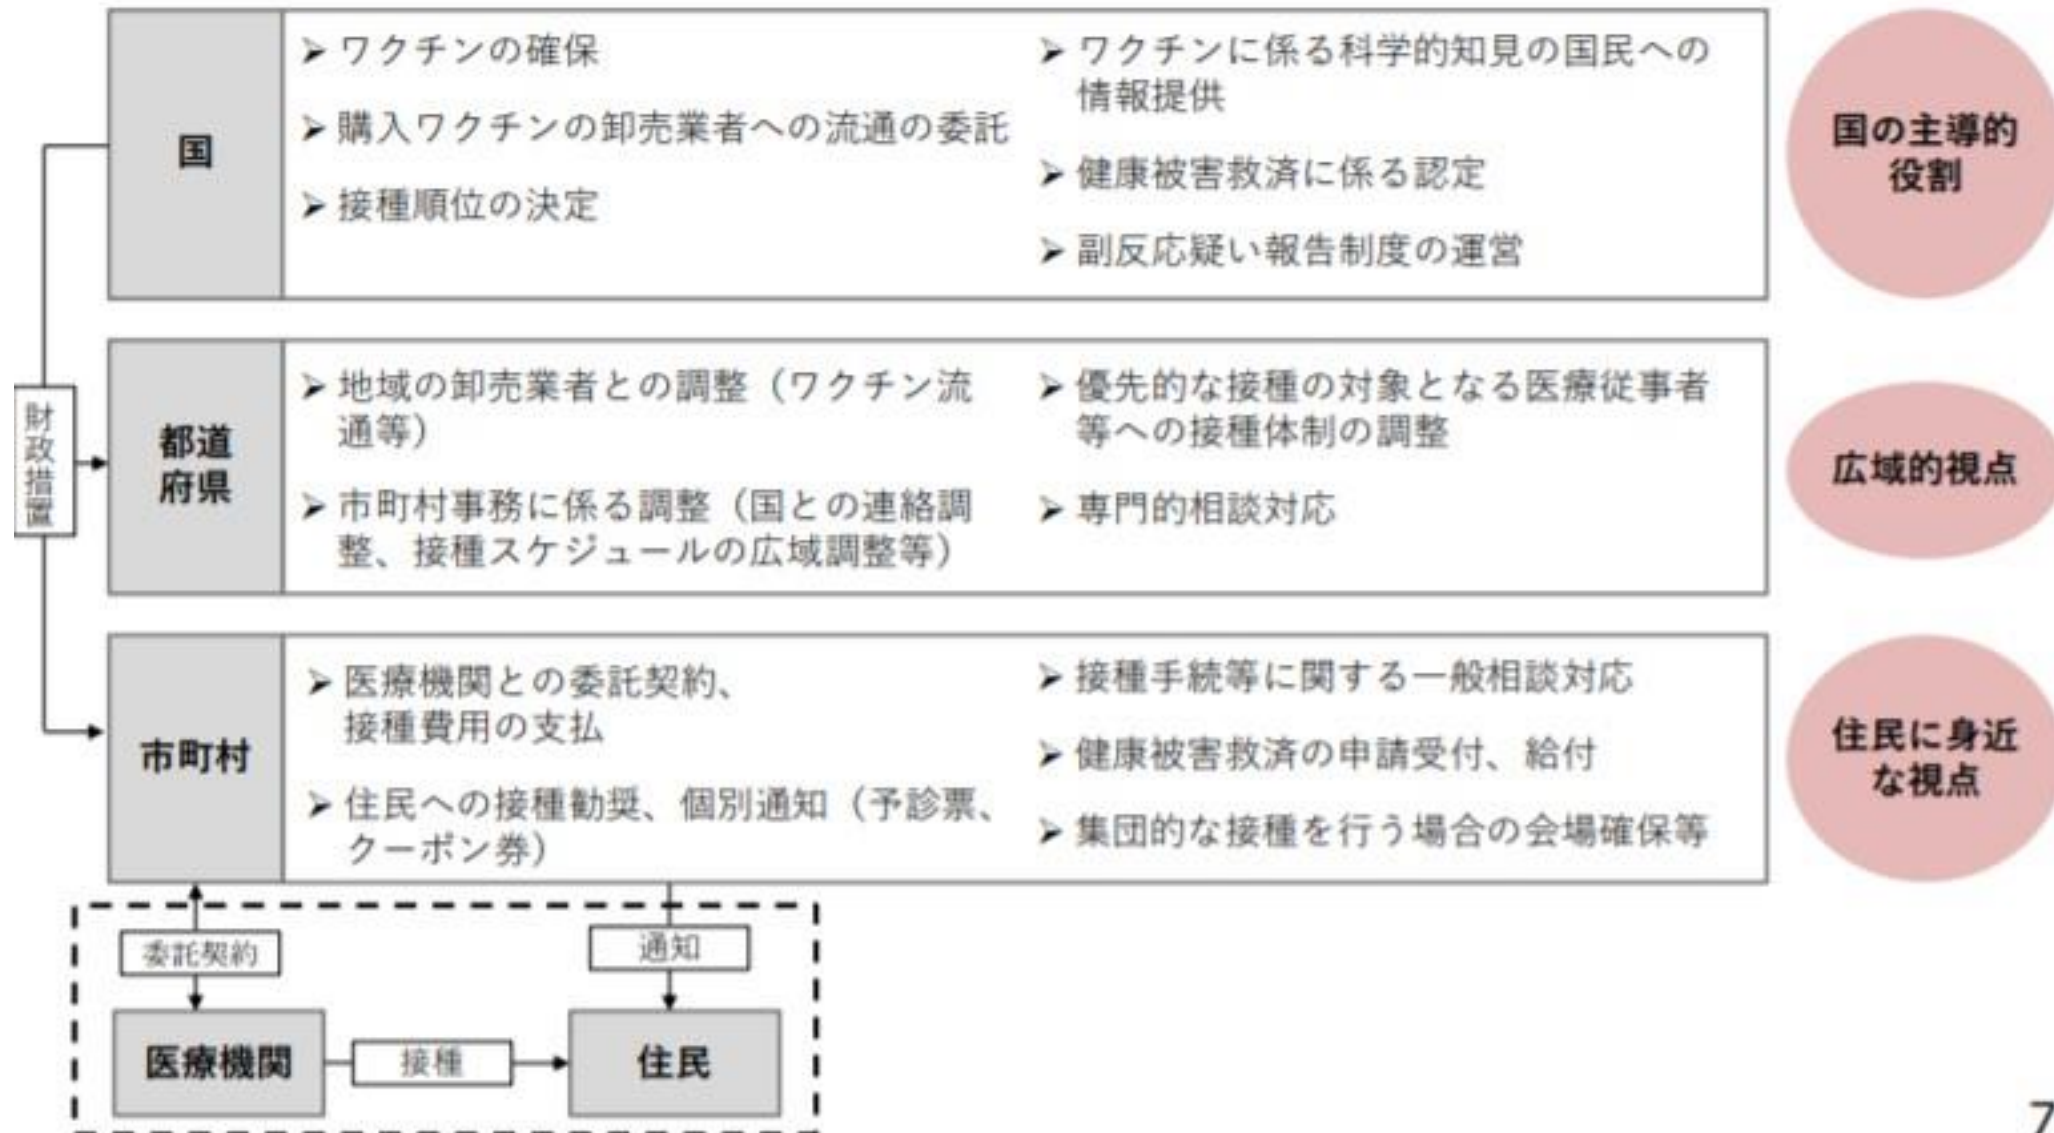 国
➤ワクチンの確保
➤購入ワクチンの卸売業者への流通の委託
➤接種順位の決定
➤ワクチンに係る科学的知見の国民への
情報提供
➤健康被害救済に係る認定
➤副反応疑い報告制度の運営
国の主導的
役割
財政措置
都道
府県
➤地域の卸売業者との調整（ワクチン流
通等）
➤市町村事務に係る調整（国との連絡調
整、接種スケジュールの広域調整等）
➤優先的な接種の対象となる医療従事者
等への接種体制の調整
➤専門的相談対応
広域的視点
市町村
➤医療機関との委託契約、
接種費用の支払
➤住民への接種勧奨、個別通知（予診票、
クーポン券）
➤接種手続等に関する一般相談対応
➤健康被害救済の申請受付、給付
➤集団的な接種を行う場合の会場確保等
住民に身近
な視点
委託契約
通知
医療機関
接種
住民
7